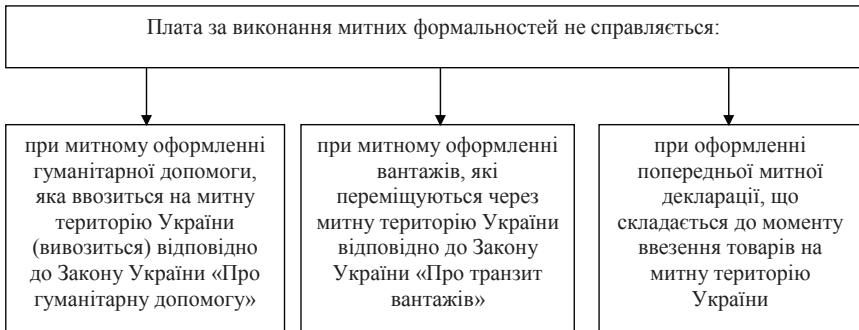 Плата за виконання митних формальностей не справляється:
при митному оформленні
гуманітарної допомоги,
яка ввозиться на митну
територію України
(вивозиться) відповідно
до Закону України «Про
гуманітарну допомогу»
при митному оформленні
вантажів, які
переміщуються через
митну територію України
відповідно до Закону
України «Про транзит
вантажів»
при оформленні
попередньої митної
декларації, що
складається до моменту
ввезення товарів на
митну територію
України